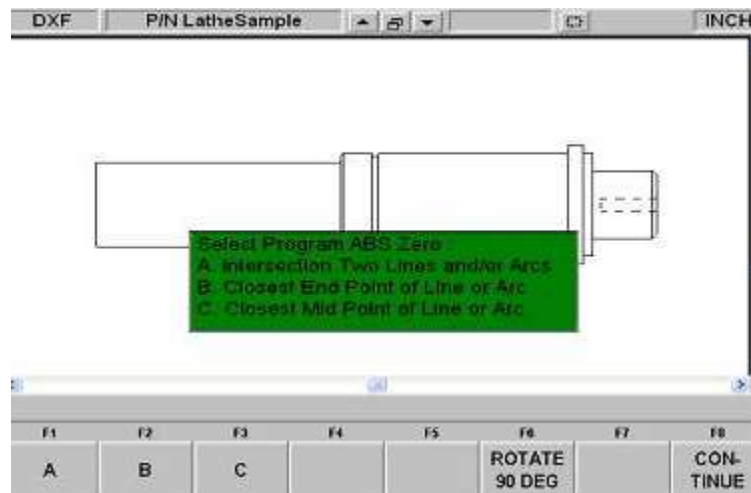 DXF P/N LatheSample INCH
Select Program ABS Zero
A. Intersection Two Lines and/or Arcs
B. Closest End Point of Line or Arc
C. Closest Mid Point of Line or Arc
F1 F2 F3 F4 F5 F6 F7 F8
A B C ROTATE 90 DEG CON-TINUE